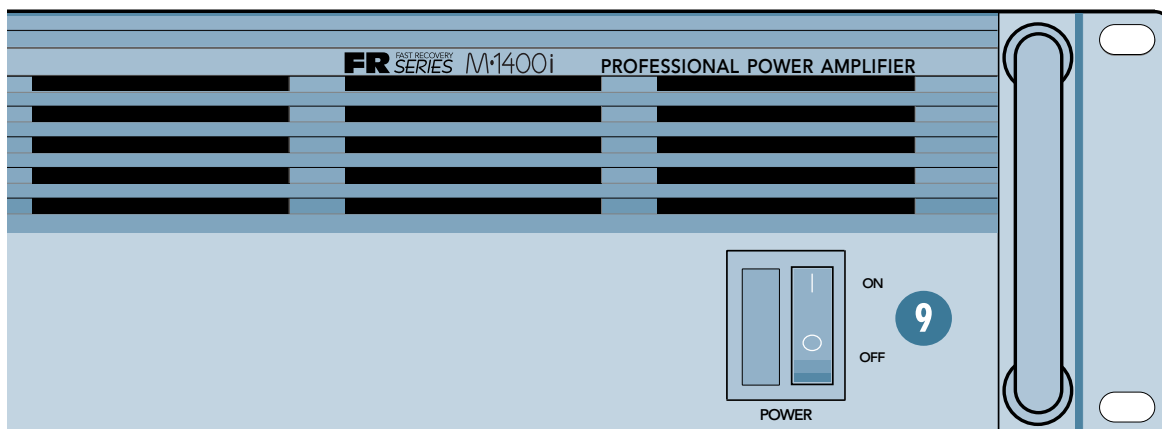 FR FAST RECOVERY SERIES M•1400i PROFESSIONAL POWER AMPLIFIER
ON
9
OFF
POWER